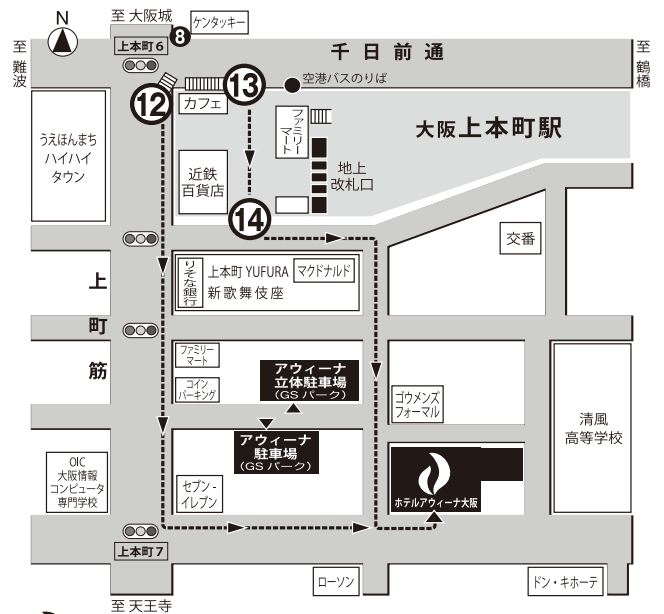 至 大阪城
ケンタッキー
N
上本町6
8
千日前通
至 難波
至 鶴橋
12
13
空港バスのりば
カフェ
うえほんまち
ハイハイ
タウン
ファミリー
マート
大阪上本町駅
近鉄
百貨店
地上
改札口
14
交番
上町筋
りそな銀行
上本町 YUFURA
新歌舞伎座
マクドナルド
ファミリー
マート
コイン
パーキング
アウィーナ
立体駐車場
(GS パーク)
アウィーナ
駐車場
(GS パーク)
ゴウメンズ
フォーマル
清風
高等学校
OIC
大阪情報
コンピュータ
専門学校
セブン-
イレブン
ホテルアウィーナ大阪
上本町7
ローソン
ドン・キホーテ
至 天王寺